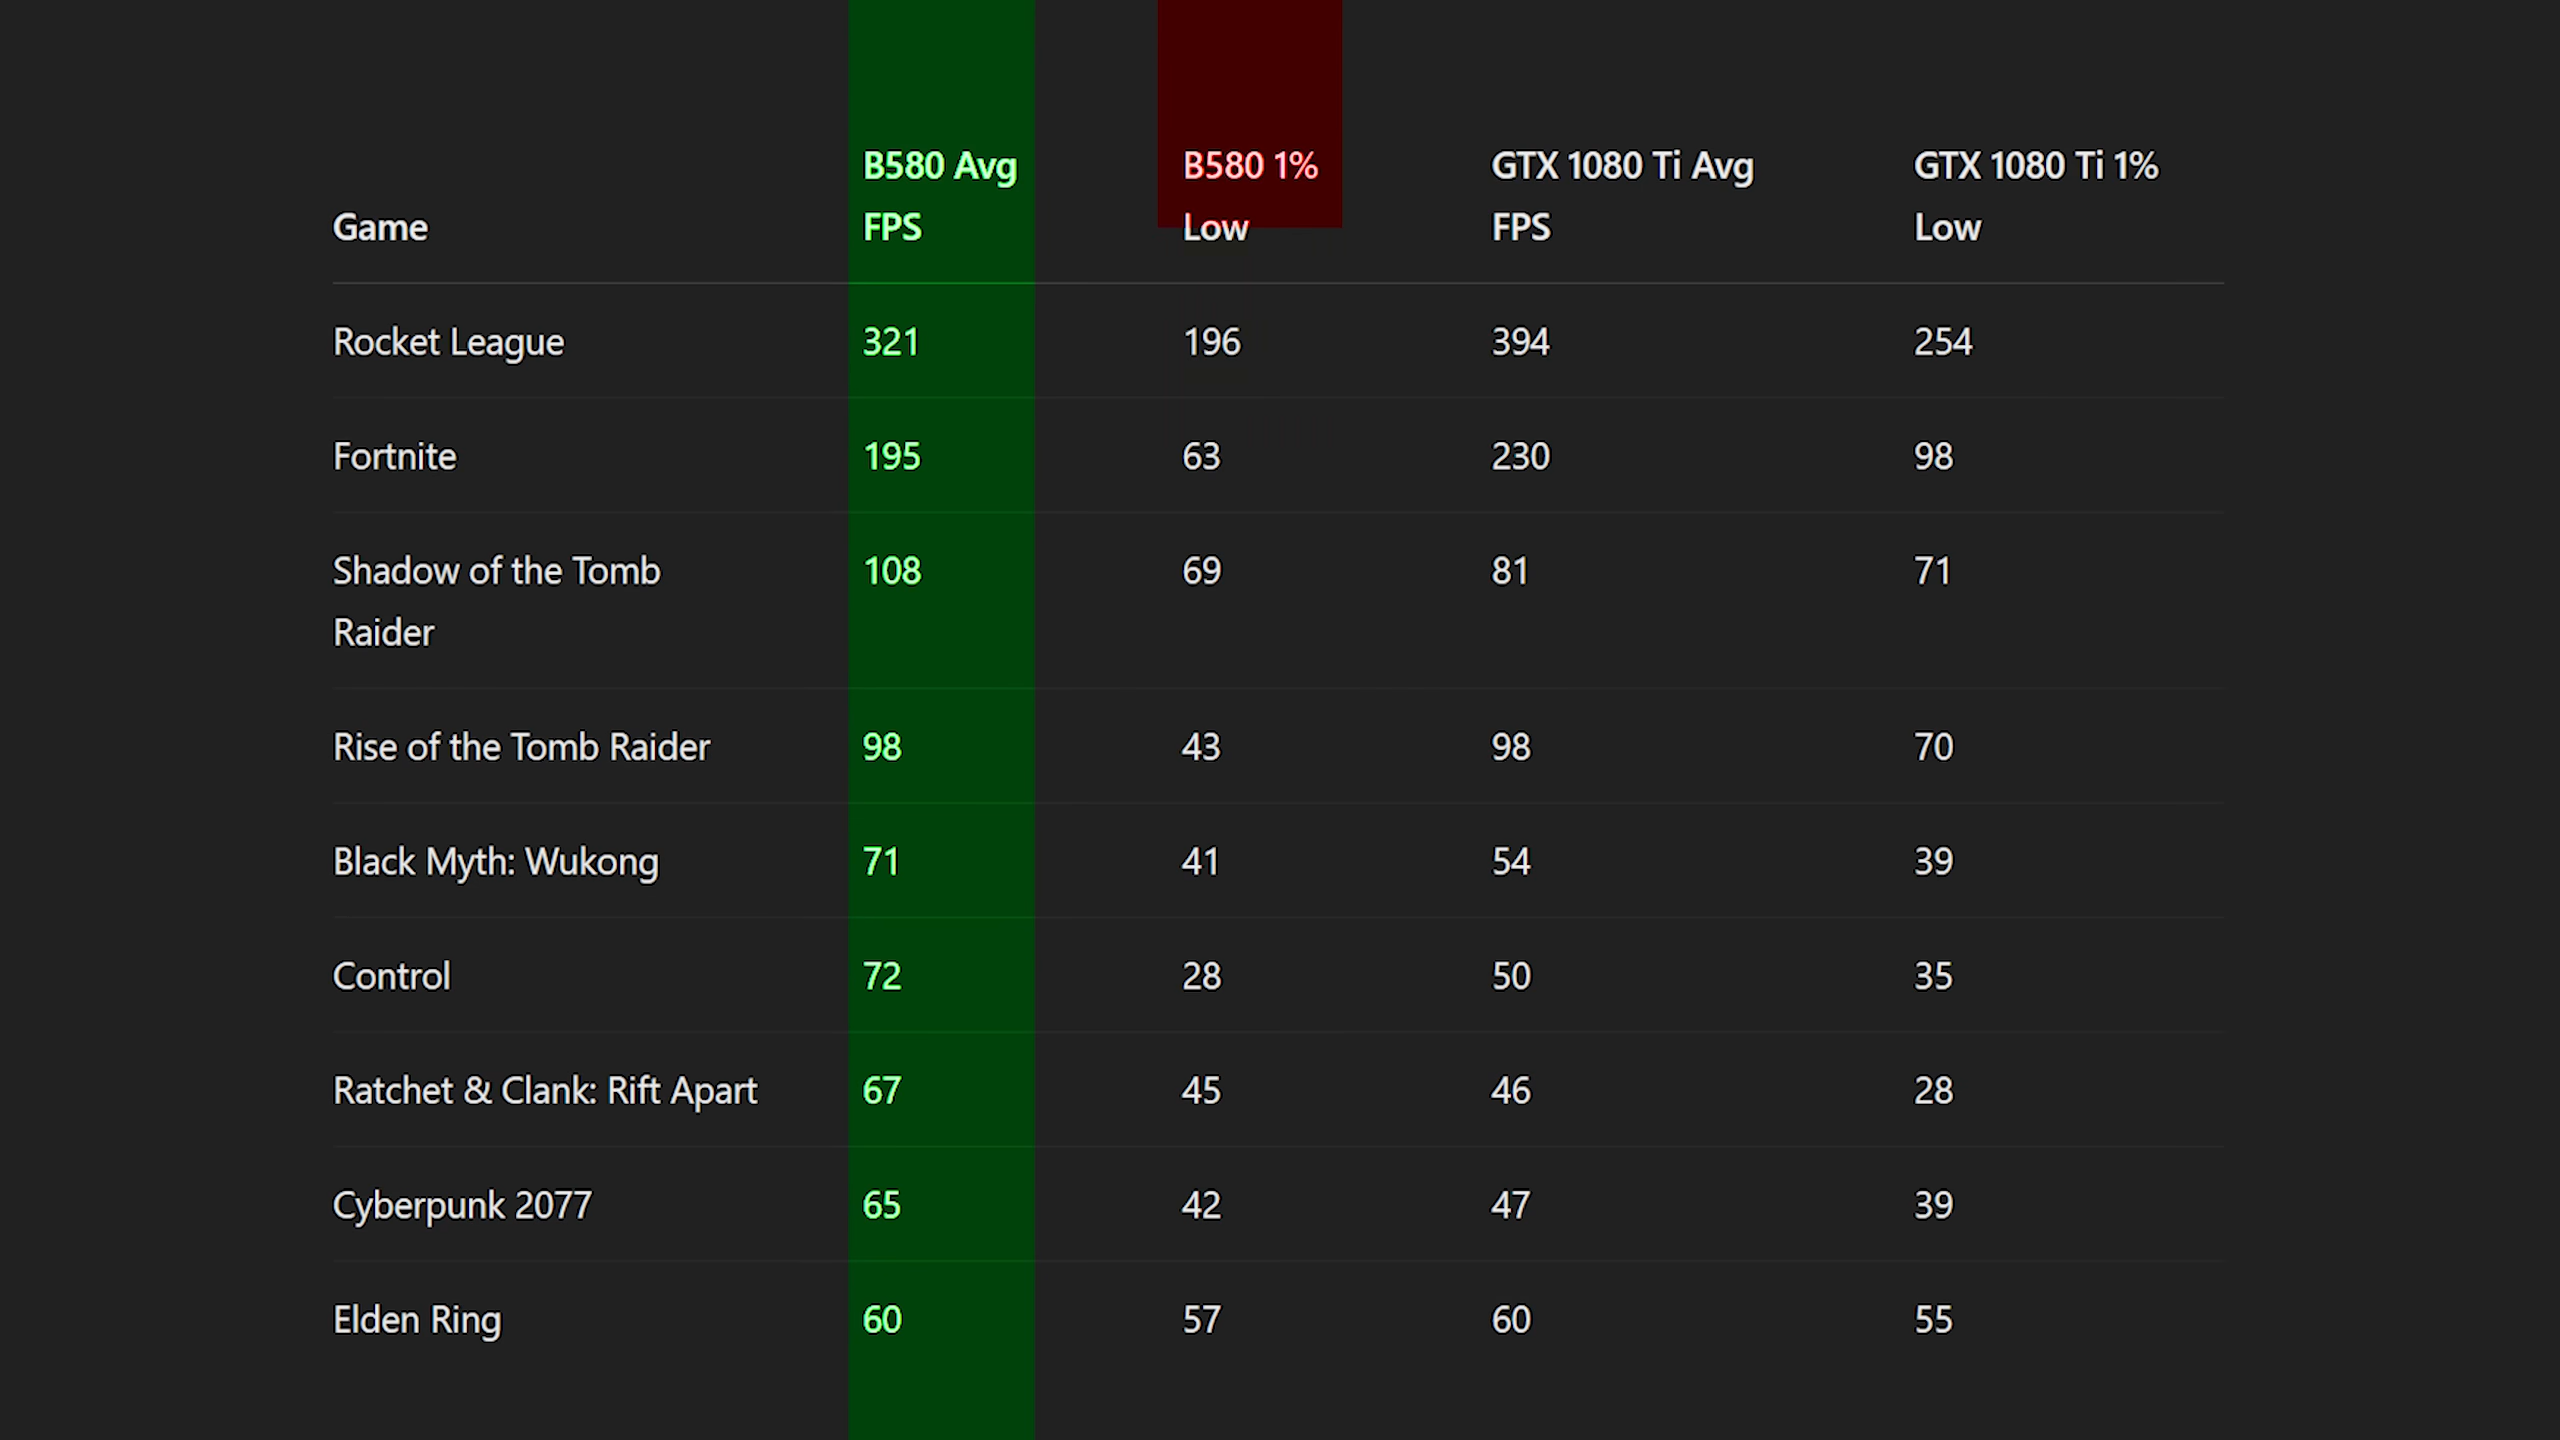 B580 Avg B580 1% GTX 1080 Ti Avg GTX 1080 Ti 1%
Game FPS Low FPS Low
Rocket League 321 196 394 254
Fortnite 195 63 230 98
Shadow of the Tomb 108 69 81 71
Raider
Rise of the Tomb Raider 98 43 98 70
Black Myth: Wukong 71 41 54 39
Control 72 28 50 35
Ratchet & Clank: Rift Apart 67 45 46 28
Cyberpunk 2077 65 42 47 39
Elden Ring 60 57 60 55